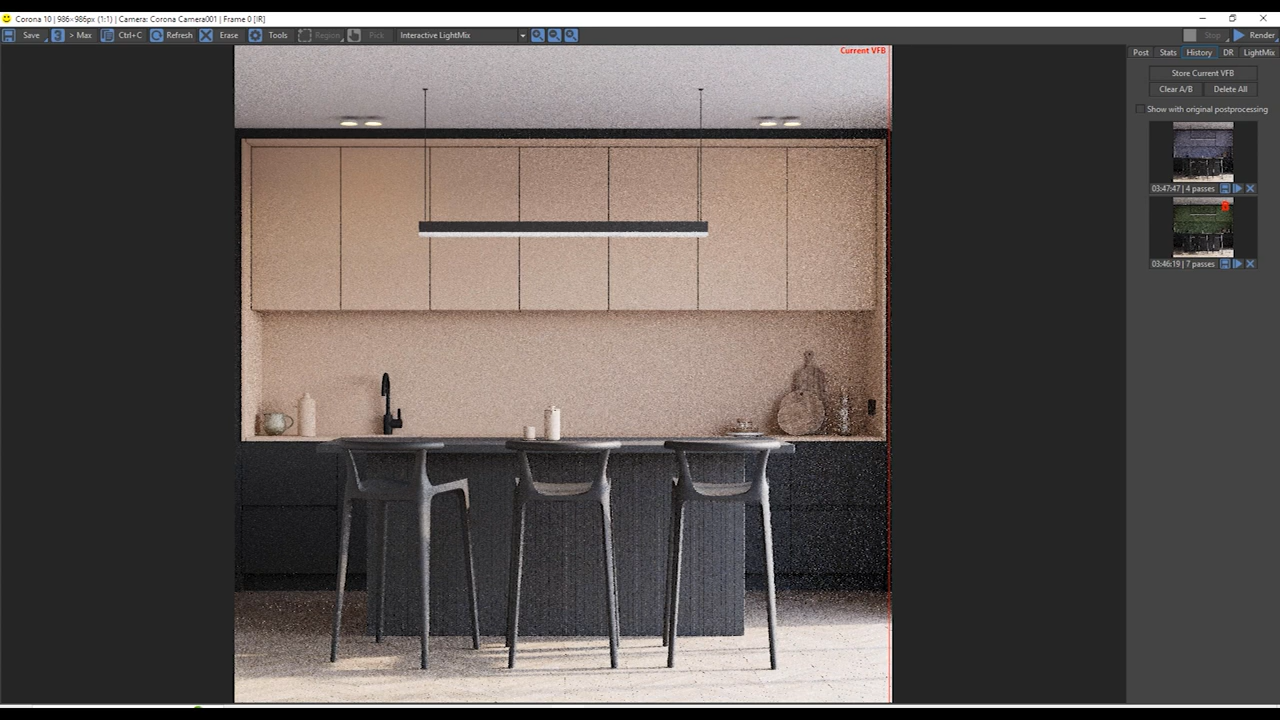 Corona 10 | 986×986px (1:1) | Camera: Corona Camera001 | Frame 0 [IR]
Save 3 > Max Ctrl+C Refresh Erase Tools Region Pick Interactive LightMix Stop Render
Current VFB
Post Stats History DR LightMix
Store Current VFB
Clear A/B Delete All
Show with original postprocessing
03:47:47 | 4 passes
03:46:19 | 7 passes